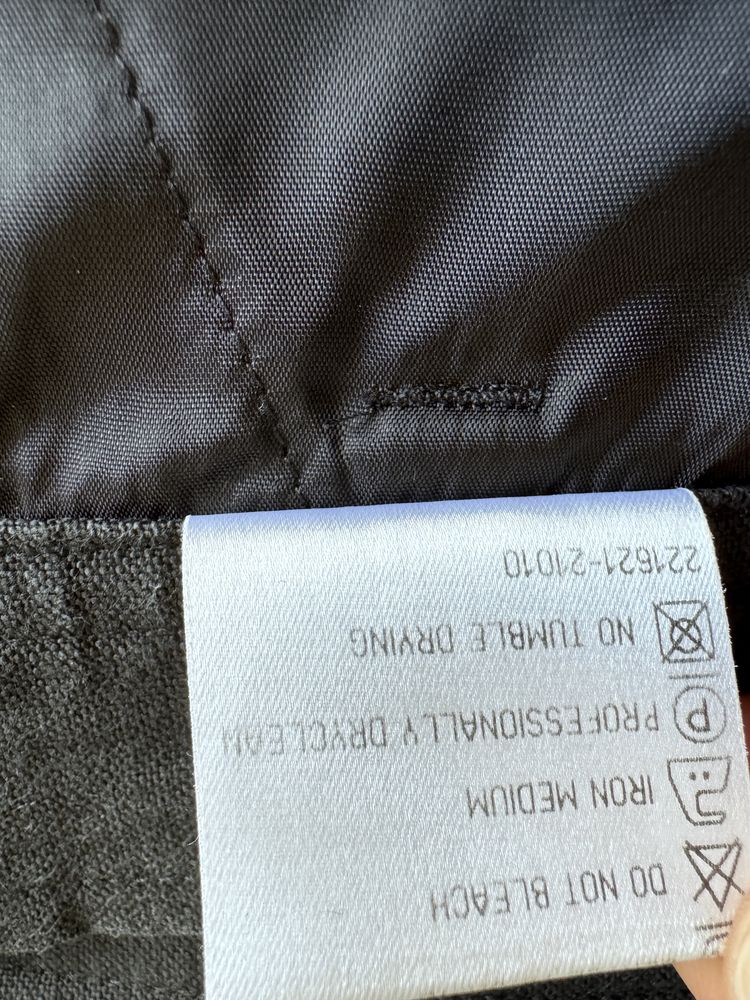 DO NOT BLEACH
IRON MEDIUM
P PROFESSIONALLY DRYCLEAN
NO TUMBLE DRYING
221621-21010